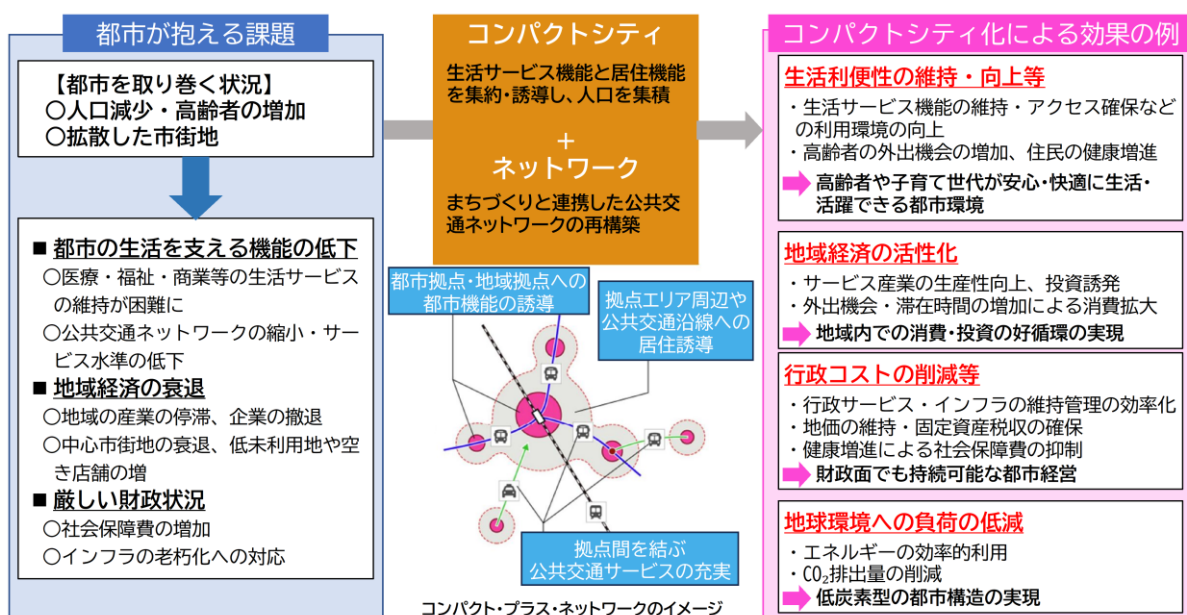 都市が抱える課題
【都市を取り巻く状況】
○人口減少・高齢者の増加
○拡散した市街地
■ 都市の生活を支える機能の低下
○医療・福祉・商業等の生活サービス
の維持が困難に
○公共交通ネットワークの縮小・サー
ビス水準の低下
■ 地域経済の衰退
○地域の産業の停滞、企業の撤退
○中心市街地の衰退、低未利用地や空
き店舗の増
■ 厳しい財政状況
○社会保障費の増加
○インフラの老朽化への対応
コンパクトシティ
生活サービス機能と居住機能
を集約・誘導し、人口を集積
+
ネットワーク
まちづくりと連携した公共交
通ネットワークの再構築
都市拠点・地域拠点への
都市機能の誘導
拠点エリア周辺や
公共交通沿線への
居住誘導
拠点間を結ぶ
公共交通サービスの充実
コンパクト・プラス・ネットワークのイメージ
コンパクトシティ化による効果の例
生活利便性の維持・向上等
・生活サービス機能の維持・アクセス確保など
の利用環境の向上
・高齢者の外出機会の増加、住民の健康増進
高齢者や子育て世代が安心・快適に生活・
活躍できる都市環境
地域経済の活性化
・サービス産業の生産性向上、投資誘発
・外出機会・滞在時間の増加による消費拡大
地域内での消費・投資の好循環の実現
行政コストの削減等
・行政サービス・インフラの維持管理の効率化
・地価の維持・固定資産税収の確保
・健康増進による社会保障費の抑制
財政面でも持続可能な都市経営
地球環境への負荷の低減
・エネルギーの効率的利用
・CO₂排出量の削減
低炭素型の都市構造の実現